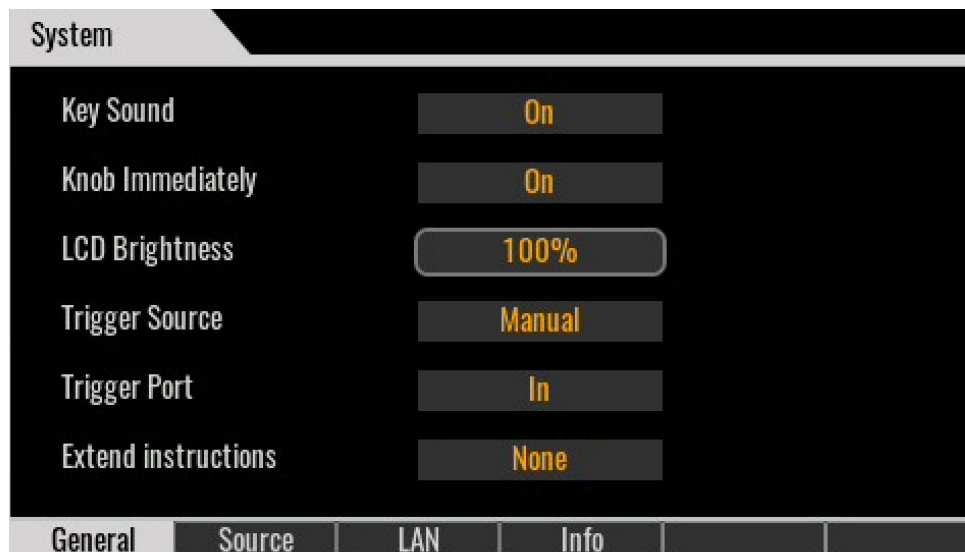 System
Key Sound On
Knob Immediately On
LCD Brightness 100%
Trigger Source Manual
Trigger Port In
Extend instructions None
General Source LAN Info